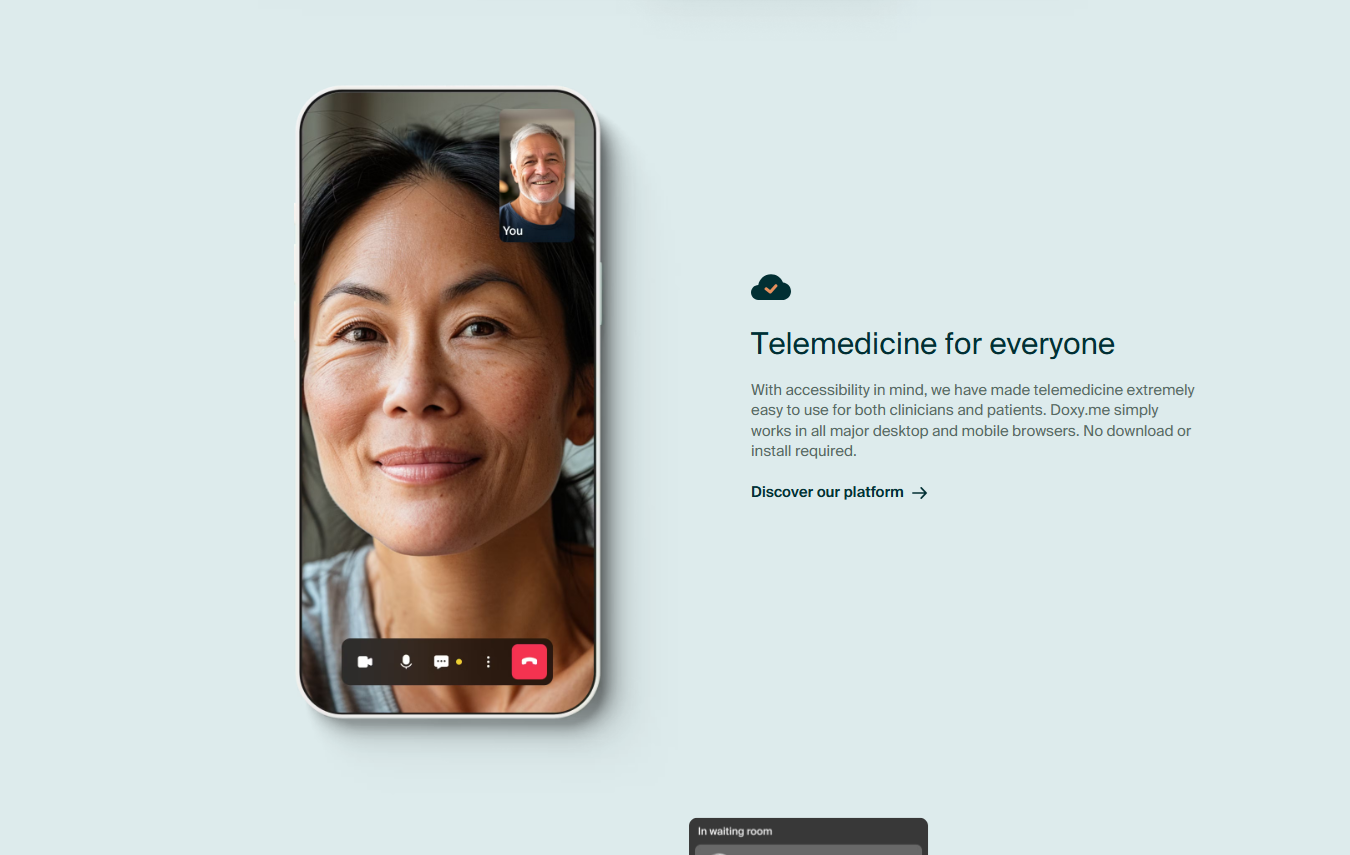 You
Telemedicine for everyone
With accessibility in mind, we have made telemedicine extremely
easy to use for both clinicians and patients. Doxy.me simply
works in all major desktop and mobile browsers. No download or
install required.
Discover our platform
In waiting room